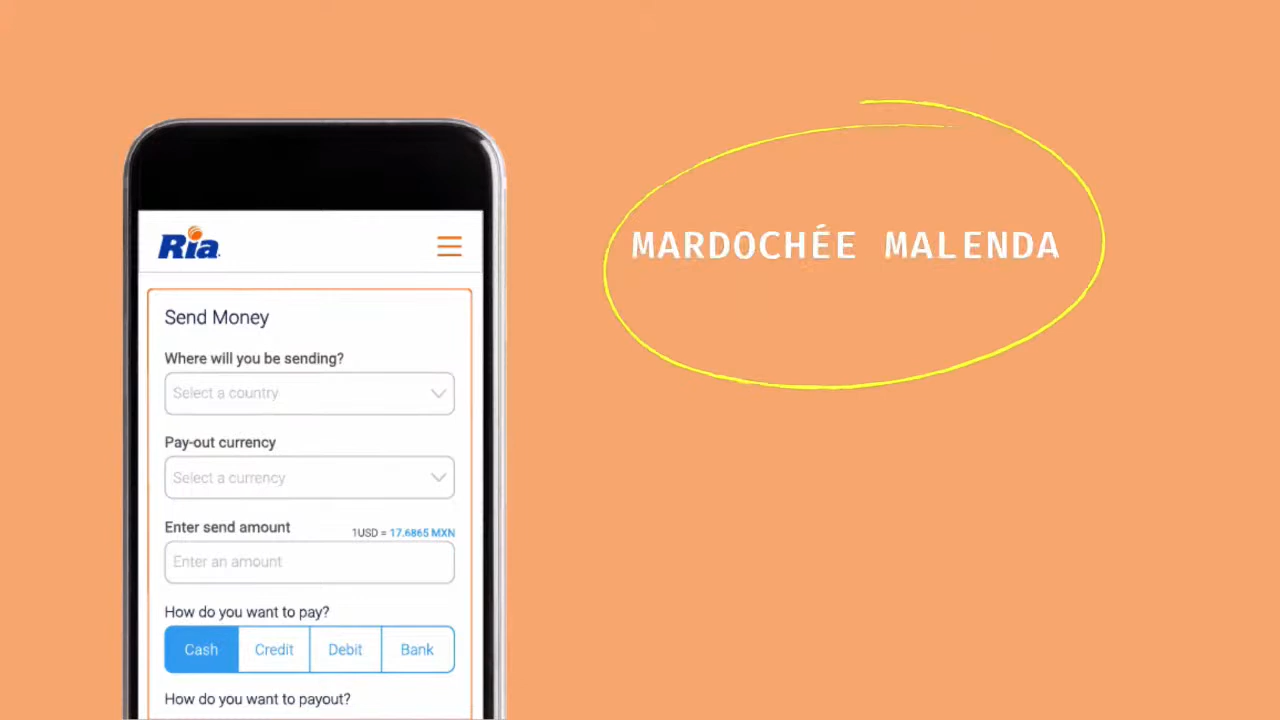 Ria
Send Money
Where will you be sending?
Select a country
Pay-out currency
Select a currency
Enter send amount
1USD = 17.6865 MXN
Enter an amount
How do you want to pay?
Cash Credit Debit Bank
How do you want to payout?
MARDOCHÉE MALENDA